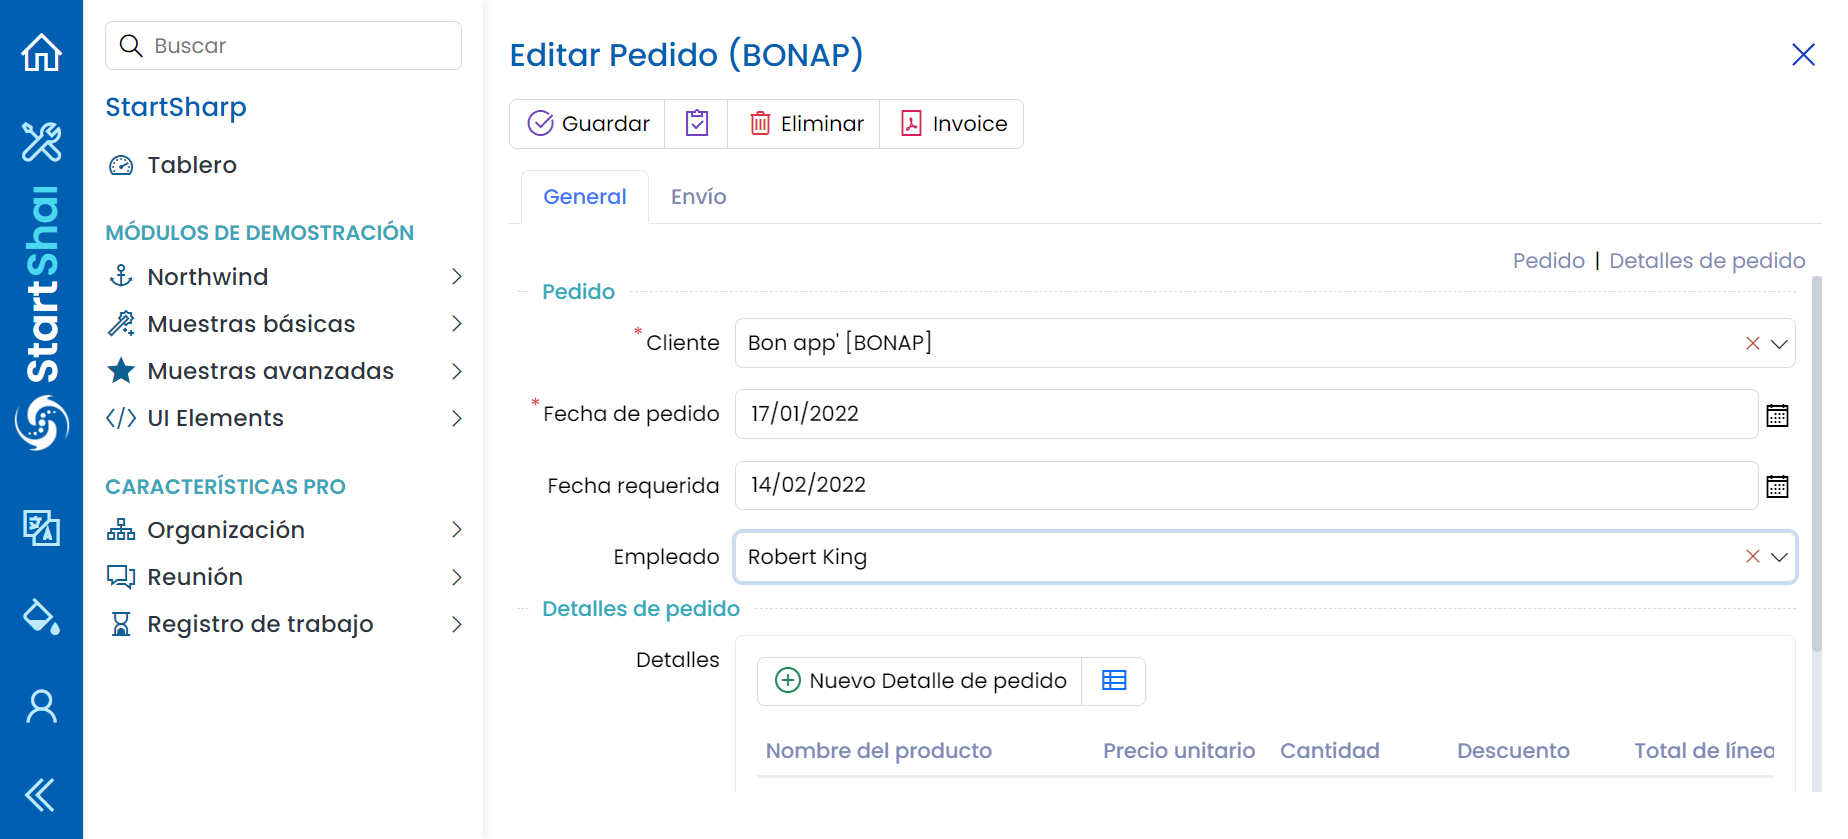 StartShar
Buscar
StartSharp
Tablero
MÓDULOS DE DEMOSTRACIÓN
Northwind
Muestras básicas
Muestras avanzadas
UI Elements
CARACTERÍSTICAS PRO
Organización
Reunión
Registro de trabajo
Editar Pedido (BONAP)
Guardar
Eliminar
Invoice
General
Envío
Pedido | Detalles de pedido
Pedido
* Cliente
Bon app' [BONAP]
* Fecha de pedido
17/01/2022
Fecha requerida
14/02/2022
Empleado
Robert King
Detalles de pedido
Detalles
Nuevo Detalle de pedido
Nombre del producto Precio unitario Cantidad Descuento Total de línea